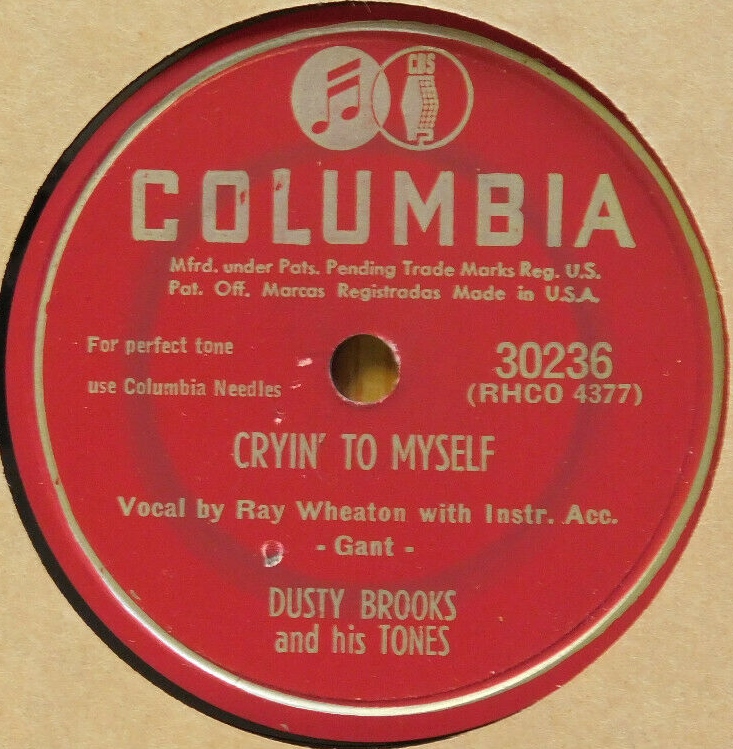 CBS
COLUMBIA
Mfrd. under Pats. Pending Trade Marks Reg. U.S.
Pat. Off. Marcas Registradas Made in U.S.A.
For perfect tone
use Columbia Needles
30236
(RHCO 4377)
CRYIN' TO MYSELF
Vocal by Ray Wheaton with Instr. Acc.
- Gant -
DUSTY BROOKS
and his TONES